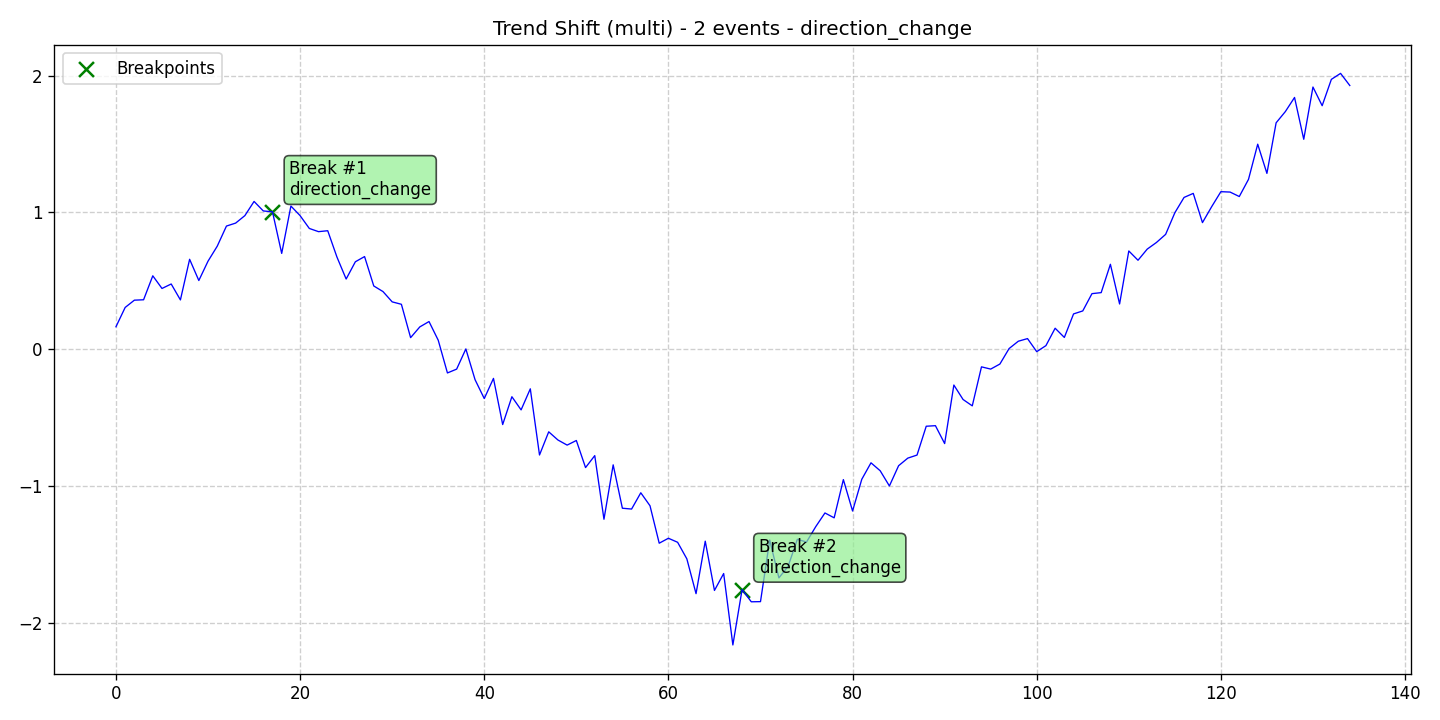 Trend Shift (multi) - 2 events - direction_change
Breakpoints
Break #1
direction_change
Break #2
direction_change
2
1
0
−1
−2
0 20 40 60 80 100 120 140